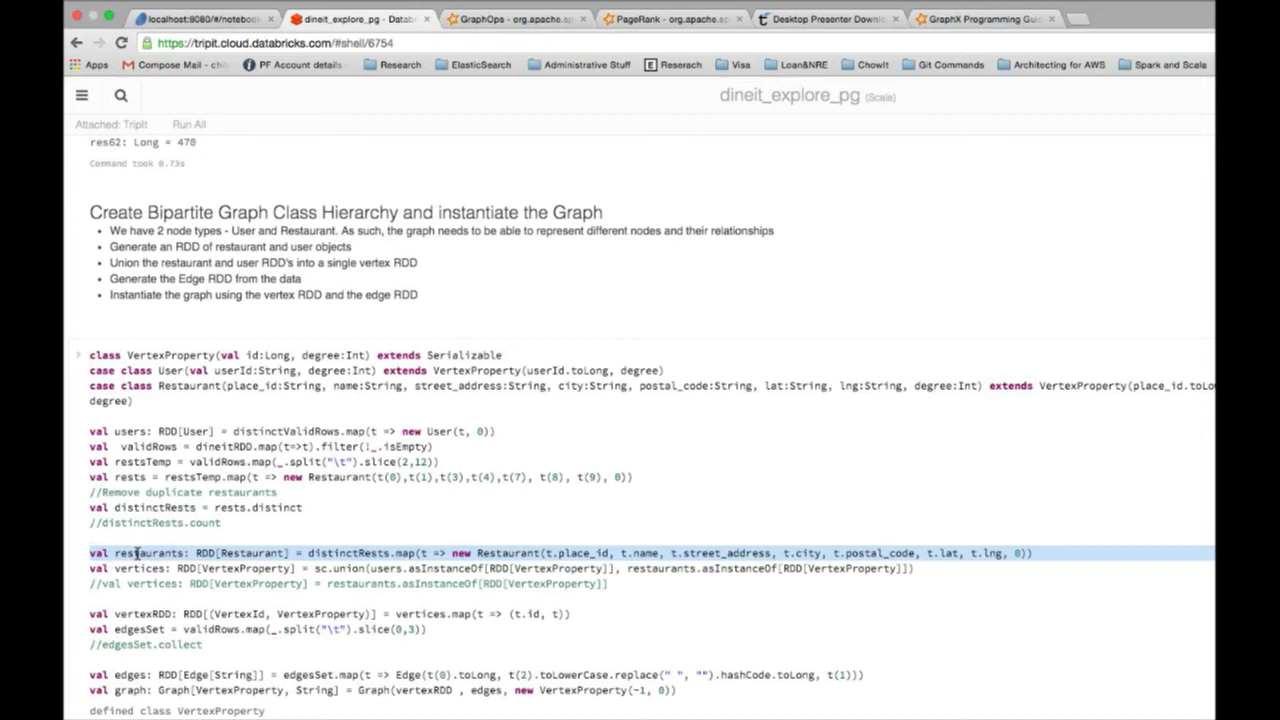 localhost:8080/#/notebook
dineit_explore_pg - Datab
GraphOps - org.apache.sp
PageRank - org.apache.sp
Desktop Presenter Downlo
GraphX Programming Gui
https://tripit.cloud.databricks.com/#shell/6754
Apps Compose Mail - chi PF Account details - Research ElasticSearch Administrative Stuff Reserach Visa Loan&NRE ChowIt Git Commands Architecting for AWS Spark and Scala
dineit_explore_pg (Scala)
Attached: TripIt Run All
res62: Long = 470
Command took 0.73s
Create Bipartite Graph Class Hierarchy and instantiate the Graph
• We have 2 node types - User and Restaurant. As such, the graph needs to be able to represent different nodes and their relationships
• Generate an RDD of restaurant and user objects
• Union the restaurant and user RDD's into a single vertex RDD
• Generate the Edge RDD from the data
• Instantiate the graph using the vertex RDD and the edge RDD
class VertexProperty(val id:Long, degree:Int) extends Serializable
case class User(val userId:String, degree:Int) extends VertexProperty(userId.toLong, degree)
case class Restaurant(place_id:String, name:String, street_address:String, city:String, postal_code:String, lat:String, lng:String, degree:Int) extends VertexProperty(place_id.toLo
degree)
val users: RDD[User] = distinctValidRows.map(t => new User(t, 0))
val validRows = dineitRDD.map(t=>t).filter(!_.isEmpty)
val restsTemp = validRows.map(_.split("\t").slice(2,12))
val rests = restsTemp.map(t => new Restaurant(t(0),t(1),t(3),t(4),t(7), t(8), t(9), 0))
//Remove duplicate restaurants
val distinctRests = rests.distinct
//distinctRests.count
val restaurants: RDD[Restaurant] = distinctRests.map(t => new Restaurant(t.place_id, t.name, t.street_address, t.city, t.postal_code, t.lat, t.lng, 0))
val vertices: RDD[VertexProperty] = sc.union(users.asInstanceOf[RDD[VertexProperty]], restaurants.asInstanceOf[RDD[VertexProperty]])
//val vertices: RDD[VertexProperty] = restaurants.asInstanceOf[RDD[VertexProperty]]
val vertexRDD: RDD[(VertexId, VertexProperty)] = vertices.map(t => (t.id, t))
val edgesSet = validRows.map(_.split("\t").slice(0,3))
//edgesSet.collect
val edges: RDD[Edge[String]] = edgesSet.map(t => Edge(t(0).toLong, t(2).toLowerCase.replace(" ", "").hashCode.toLong, t(1)))
val graph: Graph[VertexProperty, String] = Graph(vertexRDD , edges, new VertexProperty(-1, 0))
defined class VertexProperty